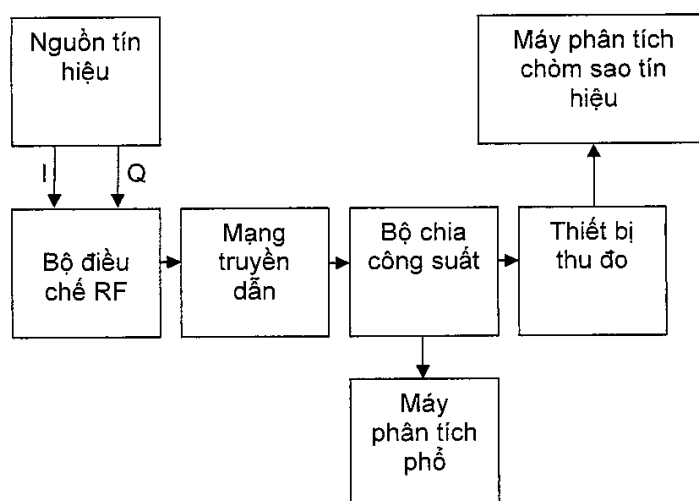 Nguồn tín
hiệu
Máy phân tích
chòm sao tín
hiệu
I
Q
Bộ điều
chế RF
Mạng
truyền
dẫn
Bộ chia
công suất
Thiết bị
thu đo
Máy
phân tích
phổ